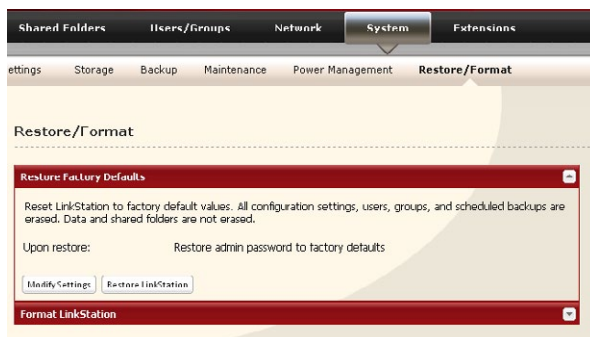 Shared Folders Users/Groups Network System Extensions
ettings Storage Backup Maintenance Power Management Restore/Format
Restore/Format
Restore Factory Defaults
Reset LinkStation to factory default values. All configuration settings, users, groups, and scheduled backups are
erased. Data and shared folders are not erased.
Upon restore: Restore admin password to factory defaults
Modify Settings Restore LinkStation
Format LinkStation